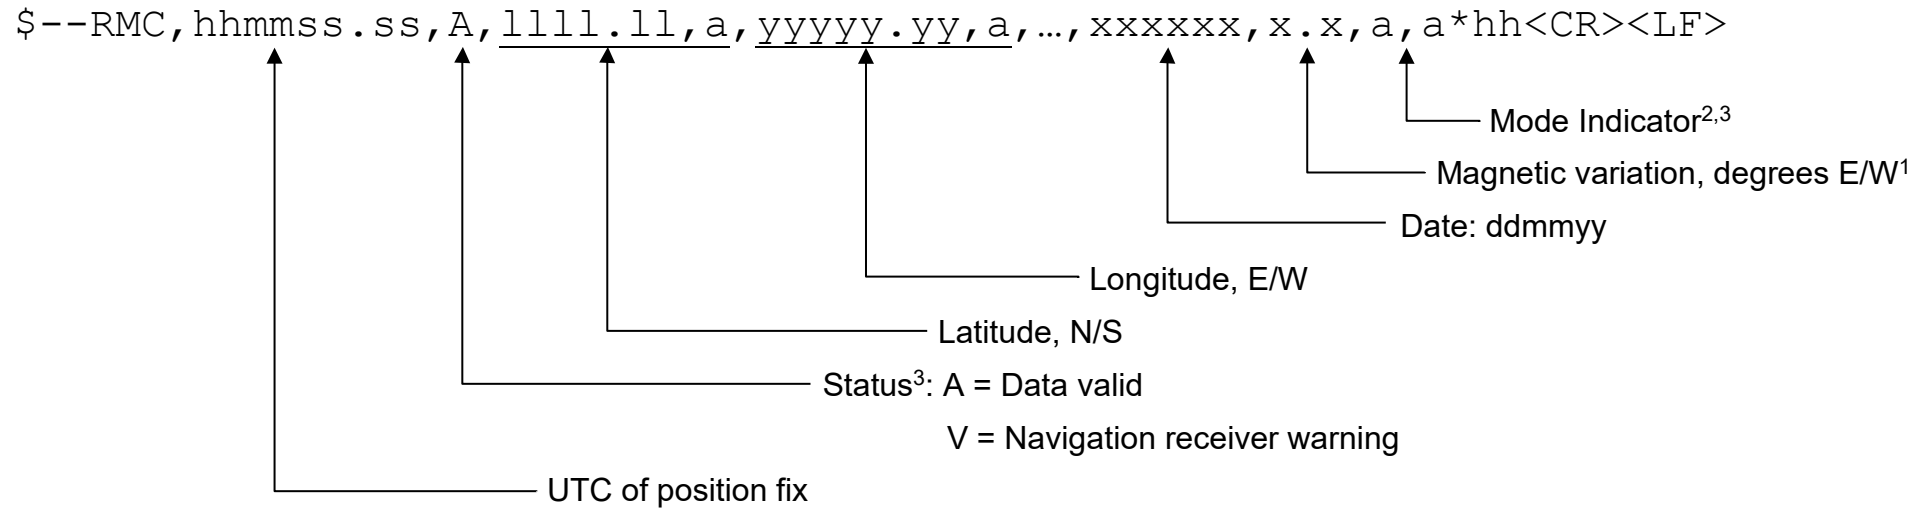 $--RMC,hhmmss.ss,A,llll.ll,a,yyyyy.yy,a,…,xxxxxx,x.x,a,a*hh<CR><LF>
Mode Indicator2,3
Magnetic variation, degrees E/W1
Date: ddmmyy
Longitude, E/W
Latitude, N/S
Status3: A = Data valid
V = Navigation receiver warning
UTC of position fix